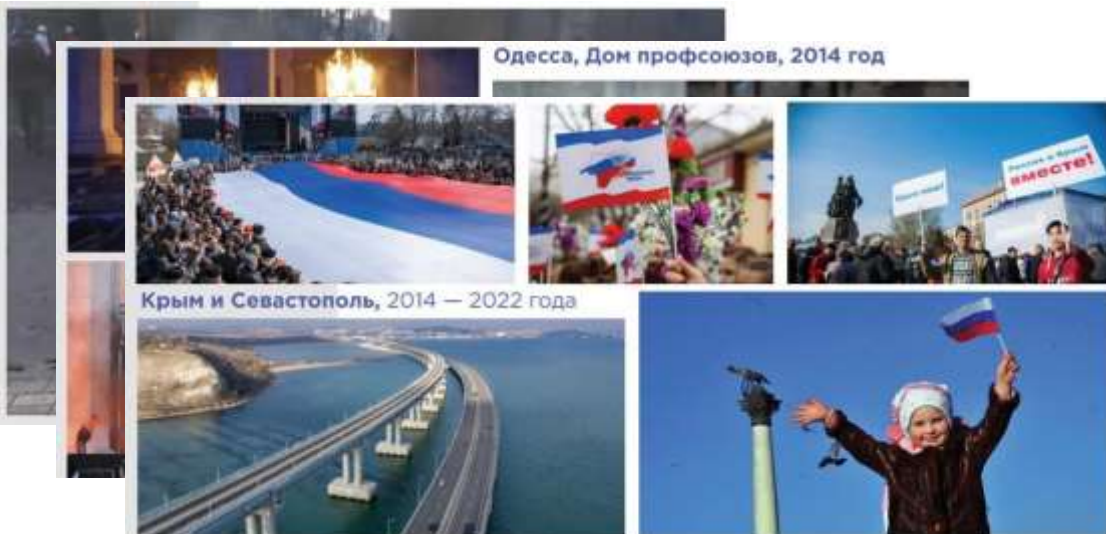 Одесса, Дом профсоюзов, 2014 год
вместе!
Крым и Севастополь, 2014 — 2022 года